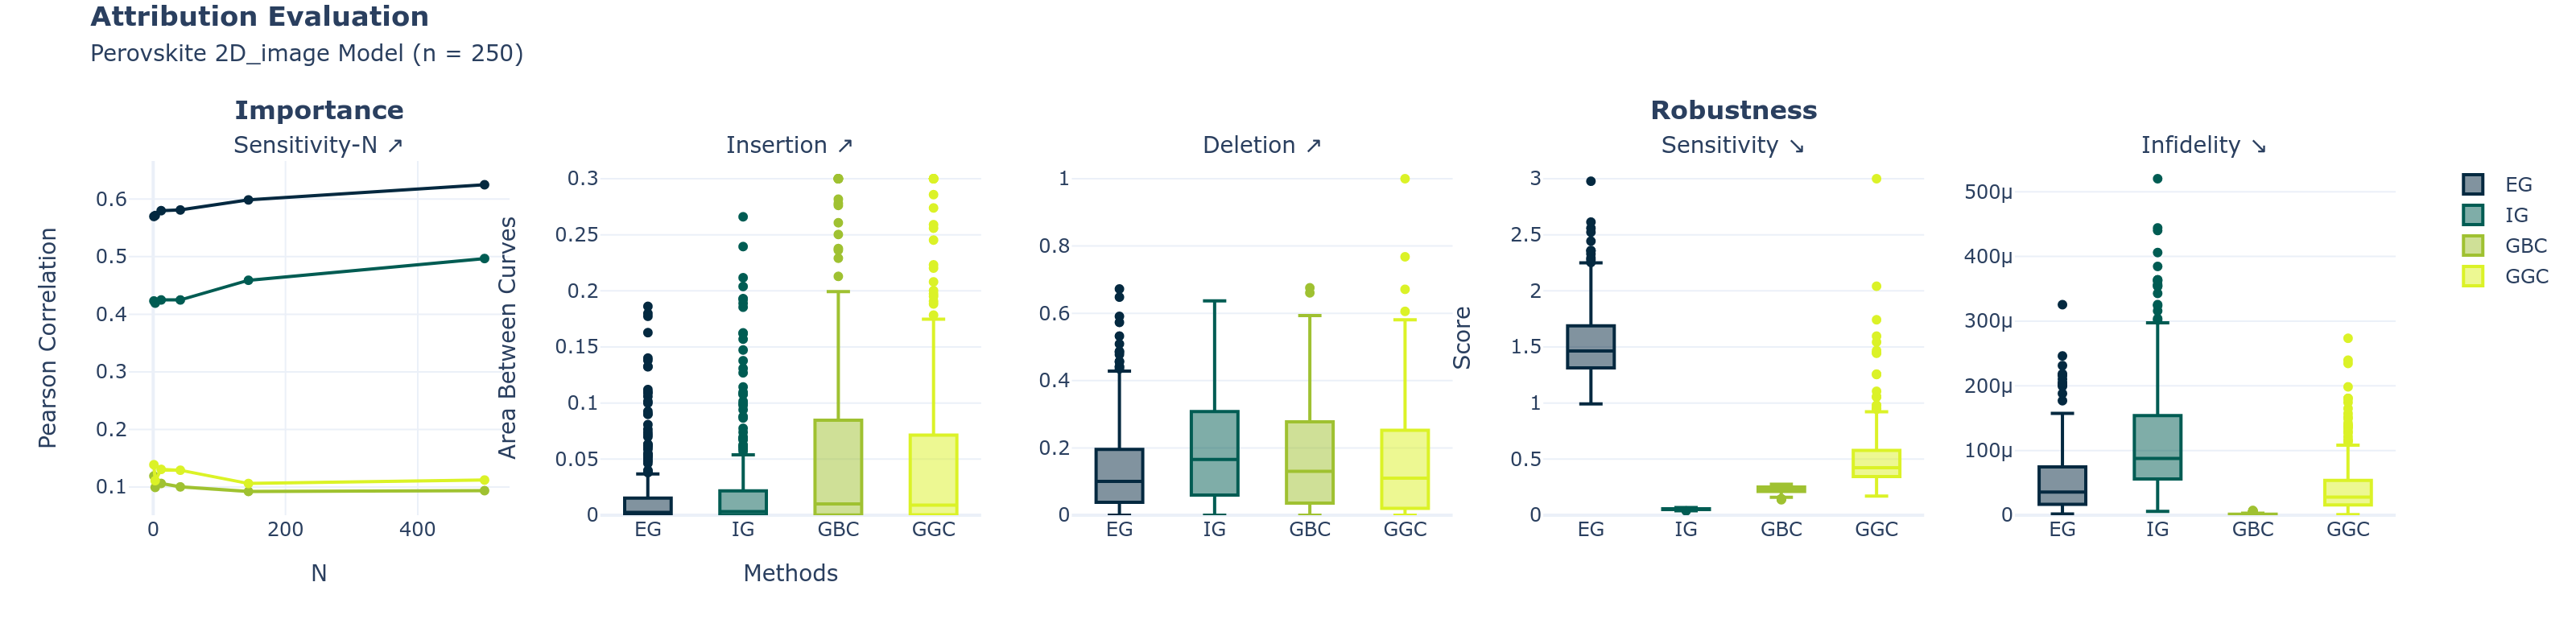 Attribution Evaluation
Perovskite 2D_image Model (n = 250)
Importance
Robustness
Sensitivity-N ↗
Insertion ↗
Deletion ↗
Sensitivity ↘
Infidelity ↘
Pearson Correlation
0.6
0.5
0.4
0.3
0.2
0.1
0 200 400
N
Area Between Curves
0.3
0.25
0.2
0.15
0.1
0.05
0
EG IG GBC GGC
Methods
1
0.8
0.6
0.4
0.2
0
EG IG GBC GGC
Score
3
2.5
2
1.5
1
0.5
0
EG IG GBC GGC
500μ
400μ
300μ
200μ
100μ
0
EG IG GBC GGC
EG
IG
GBC
GGC